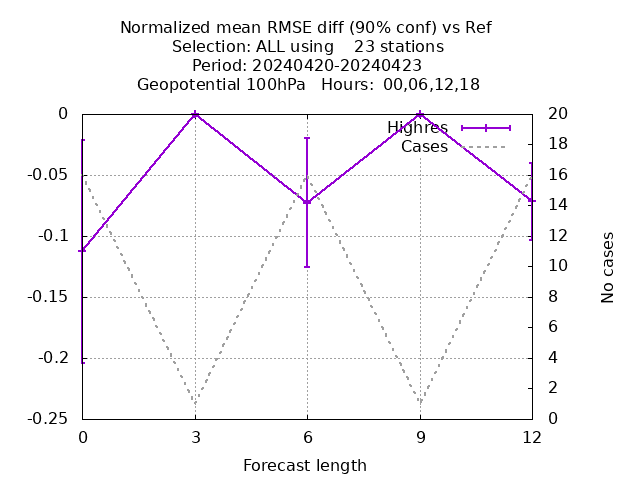 Normalized mean RMSE diff (90% conf) vs Ref
Selection: ALL using    23 stations
Period: 20240420-20240423
Geopotential 100hPa   Hours:  00,06,12,18
Highres
Cases
0
-0.05
-0.1
-0.15
-0.2
-0.25
20
18
16
14
12
10
8
6
4
2
0
No cases
0 3 6 9 12
Forecast length